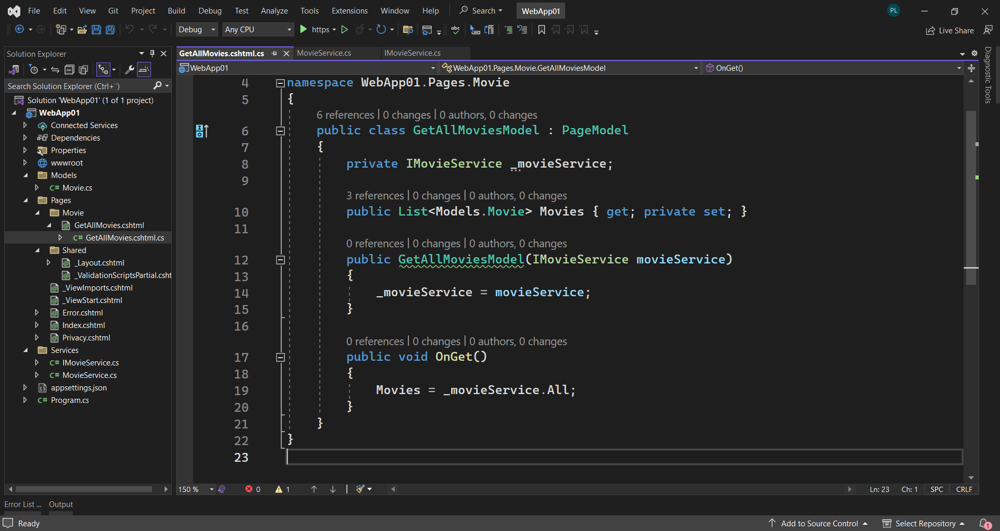 File Edit View Git Project Build Debug Test Analyze Tools Extensions Window Help Search WebApp01 PL
Debug Any CPU https Live Share
Solution Explorer
Search Solution Explorer (Ctrl+¨)
Solution 'WebApp01' (1 of 1 project)
WebApp01
Connected Services
Dependencies
Properties
wwwroot
Models
C# Movie.cs
Pages
Movie
GetAllMovies.cshtml
C# GetAllMovies.cshtml.cs
Shared
_Layout.cshtml
_ValidationScriptsPartial.csht
_ViewImports.cshtml
_ViewStart.cshtml
Error.cshtml
Index.cshtml
Privacy.cshtml
Services
C# IMovieService.cs
C# MovieService.cs
appsettings.json
C# Program.cs
GetAllMovies.cshtml.cs MovieService.cs IMovieService.cs
WebApp01 WebApp01.Pages.Movie.GetAllMoviesModel OnGet()
4 namespace WebApp01.Pages.Movie
5 {
6 references | 0 changes | 0 authors, 0 changes
6 public class GetAllMoviesModel : PageModel
7 {
8 private IMovieService _movieService;
9
3 references | 0 changes | 0 authors, 0 changes
10 public List<Models.Movie> Movies { get; private set; }
11
0 references | 0 changes | 0 authors, 0 changes
12 public GetAllMoviesModel(IMovieService movieService)
13 {
14 _movieService = movieService;
15 }
16
0 references | 0 changes | 0 authors, 0 changes
17 public void OnGet()
18 {
19 Movies = _movieService.All;
20 }
21 }
22 }
23
150 % 0 1 Ln: 23 Ch: 1 SPC CRLF
Diagnostic Tools
Error List ... Output
Ready Add to Source Control Select Repository 1